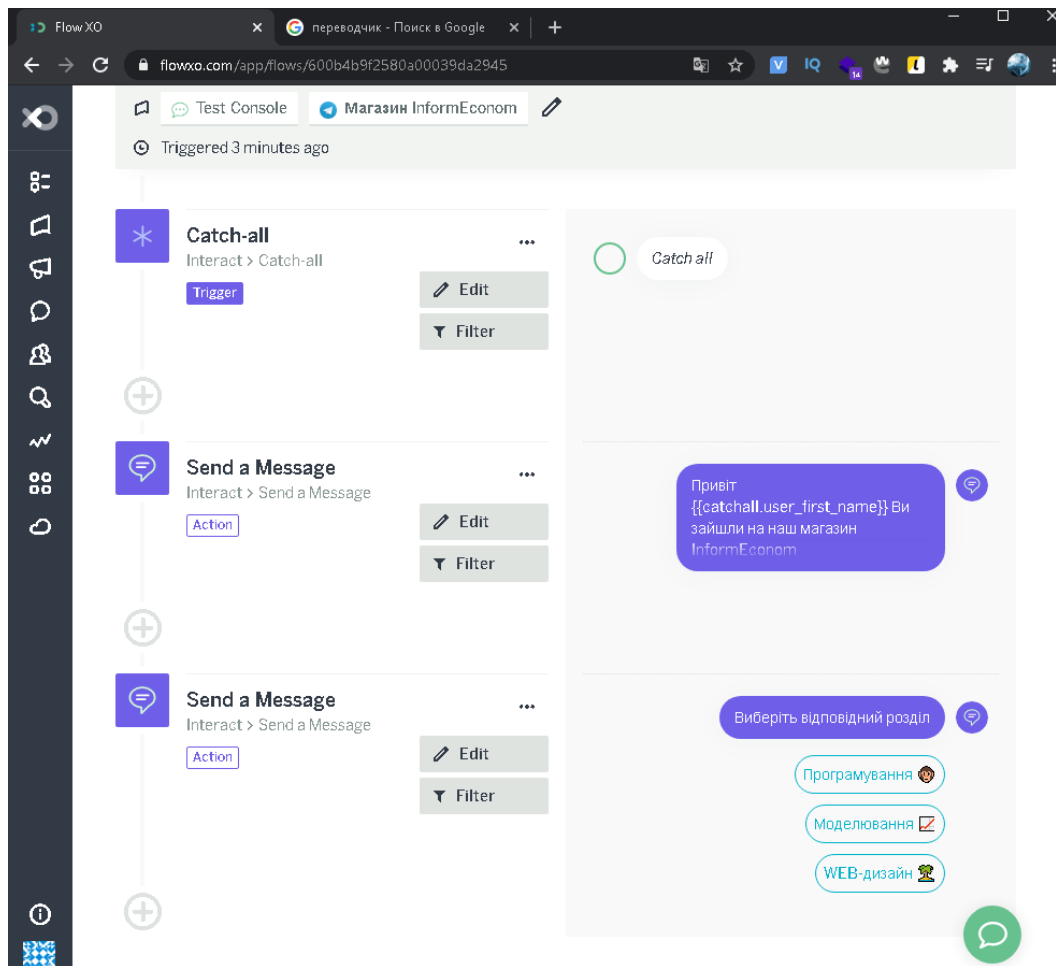 Flow XO
переводчик - Поиск в Google
flowxo.com/app/flows/600b4b9f2580a00039da2945
V
IQ
14
L
XO
Test Console
Магазин InformEconom
Triggered 3 minutes ago
Catch-all
Interact > Catch-all
Trigger
Edit
Filter
Catch all
Send a Message
Interact > Send a Message
Action
Edit
Filter
Привіт
{{catchall.user_first_name}} Ви
зайшли на наш магазин
InformEconom
Send a Message
Interact > Send a Message
Action
Edit
Filter
Виберіть відповідний розділ
Програмування
Моделювання
WEB-дизайн